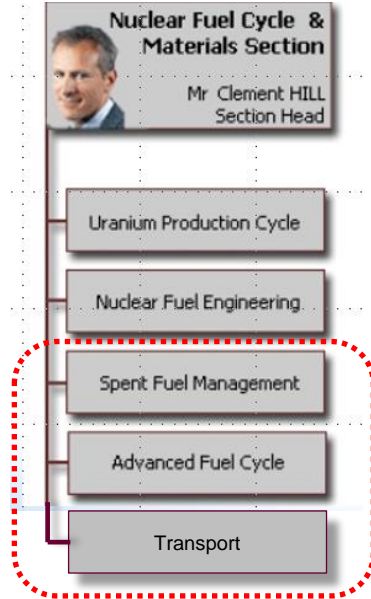 Nuclear Fuel Cycle &
Materials Section
Mr Clement HILL
Section Head
Uranium Production Cycle
Nuclear Fuel Engineering
Spent Fuel Management
Advanced Fuel Cycle
Transport